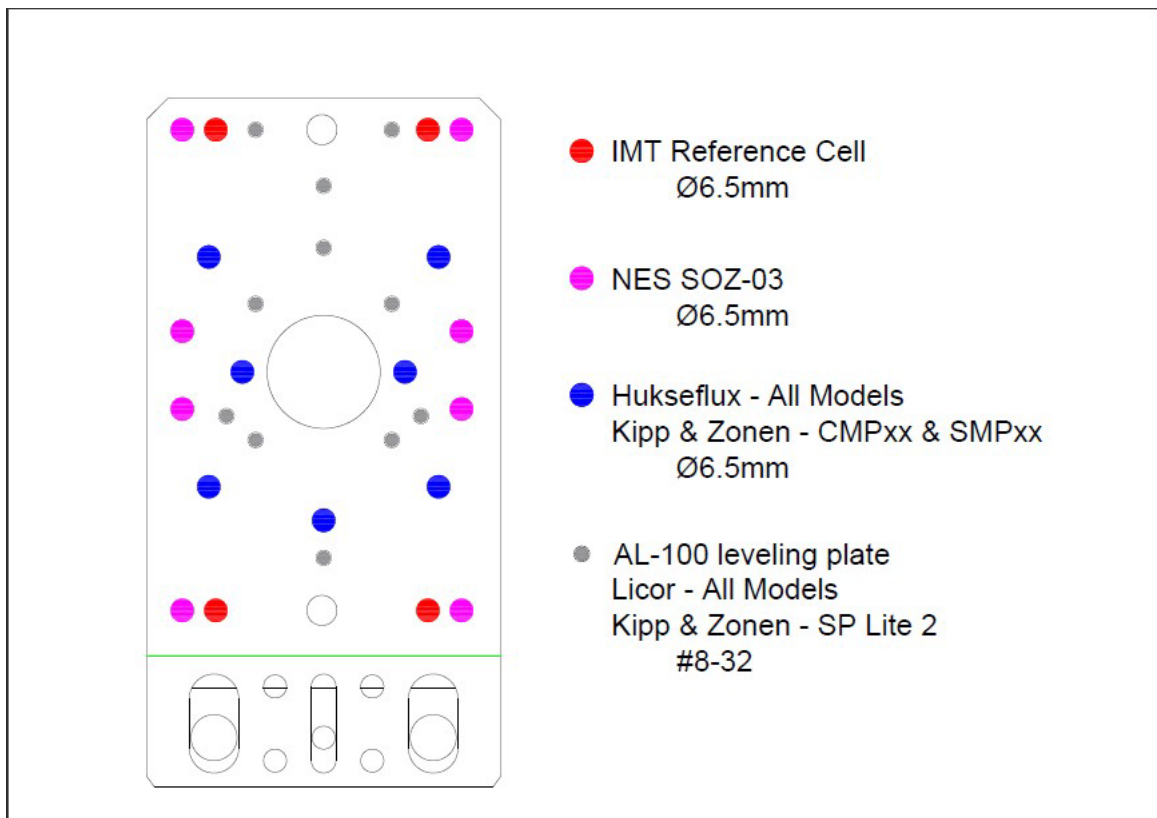 IMT Reference Cell
Ø6.5mm
NES SOZ-03
Ø6.5mm
Hukseflux - All Models
Kipp & Zonen - CMPxx & SMPxx
Ø6.5mm
AL-100 leveling plate
Licor - All Models
Kipp & Zonen - SP Lite 2
#8-32